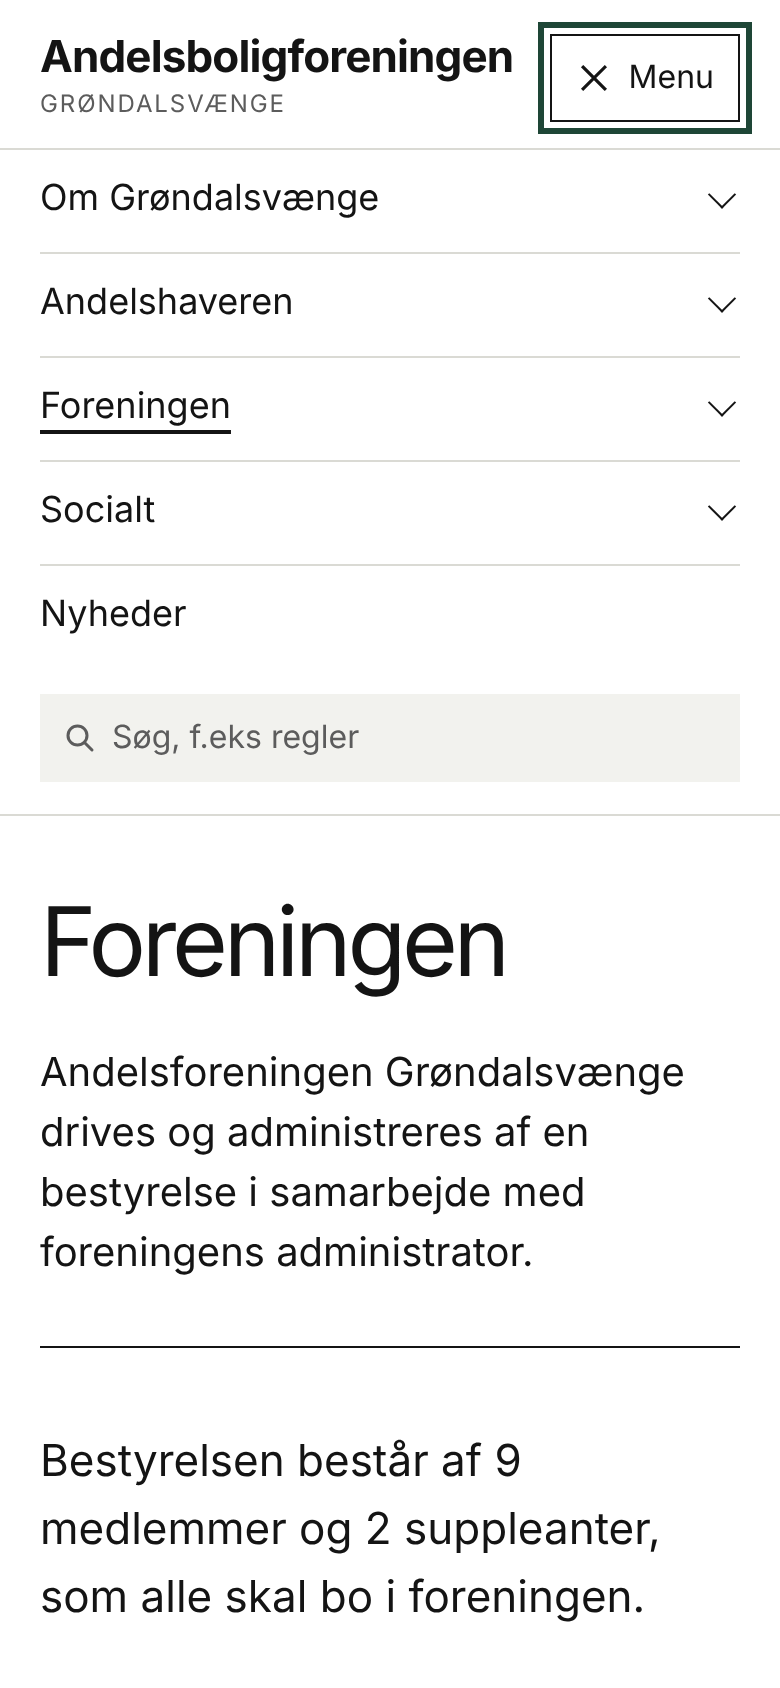 Andelsboligforeningen
GRØNDALSVÆNGE
Menu
Om Grøndalsvænge
Andelshaveren
Foreningen
Socialt
Nyheder
Søg, f.eks regler
Foreningen
Andelsforeningen Grøndalsvænge
drives og administreres af en
bestyrelse i samarbejde med
foreningens administrator.
Bestyrelsen består af 9
medlemmer og 2 suppleanter,
som alle skal bo i foreningen.